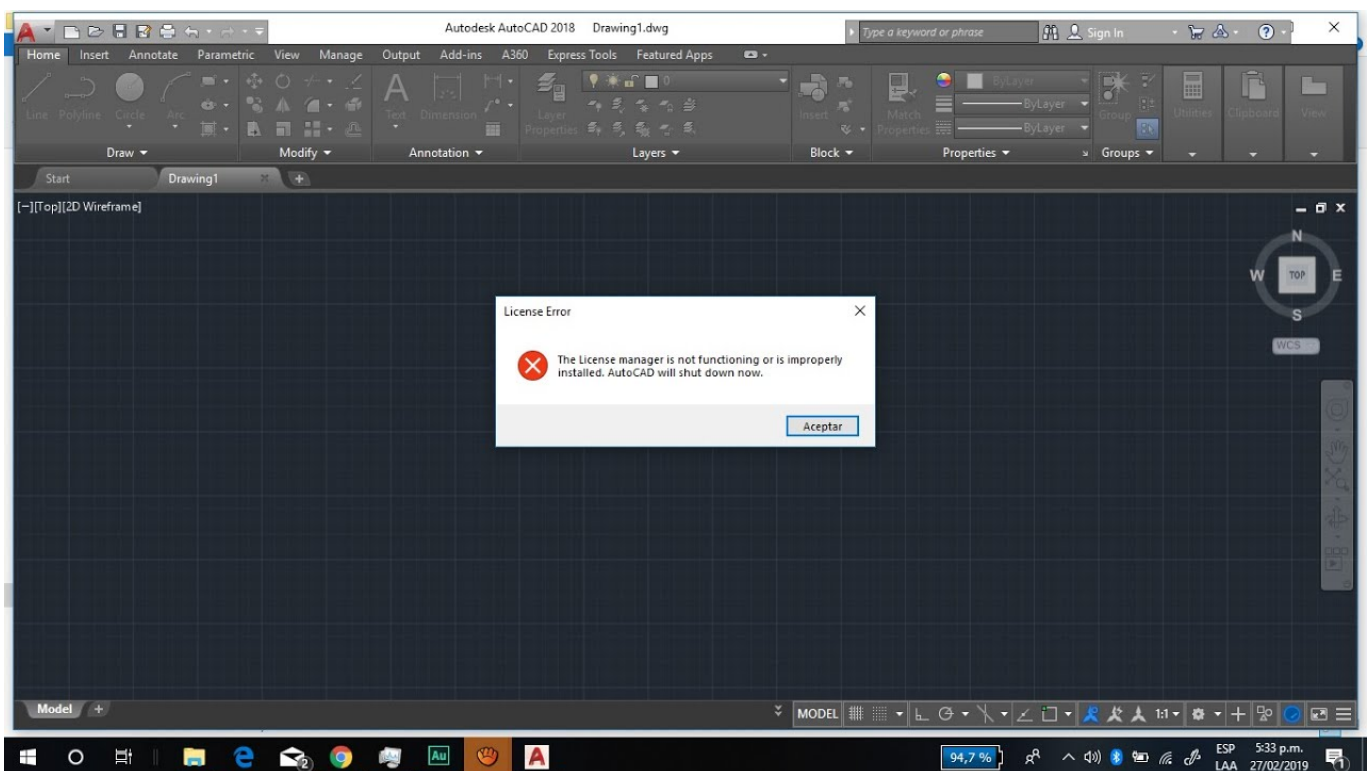 Autodesk AutoCAD 2018 Drawing1.dwg
Type a keyword or phrase
Sign In
Home Insert Annotate Parametric View Manage Output Add-ins A360 Express Tools Featured Apps
0
ByLayer
Line Polyline Circle Arc
Text Dimension
Layer
Properties
Insert
Match
Properties
ByLayer
ByLayer
Group
Utilities
Clipboard
View
Draw Modify Annotation Layers Block Properties Groups
Start Drawing1
[−][Top][2D Wireframe]
N
W TOP E
S
WCS
License Error
The License manager is not functioning or is improperly
installed. AutoCAD will shut down now.
Aceptar
Model
MODEL 1:1
Au
94,7 %
ESP
LAA
5:33 p.m.
27/02/2019